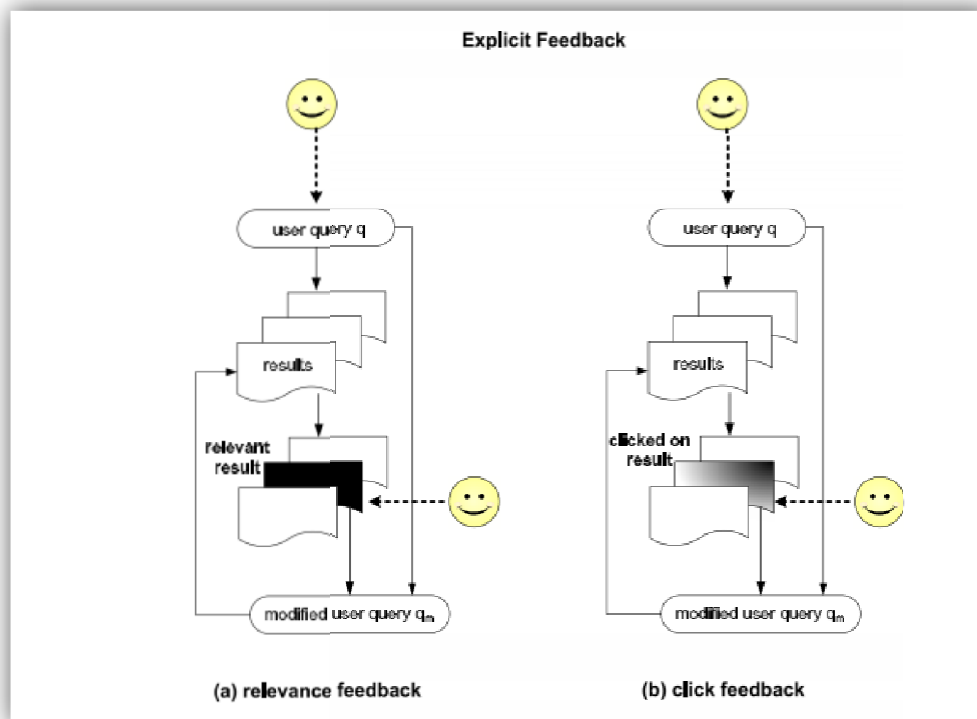 Explicit Feedback
user query q
results
relevant
result
modified user query qm
(a) relevance feedback
user query q
results
clicked on
result
modified user query qm
(b) click feedback